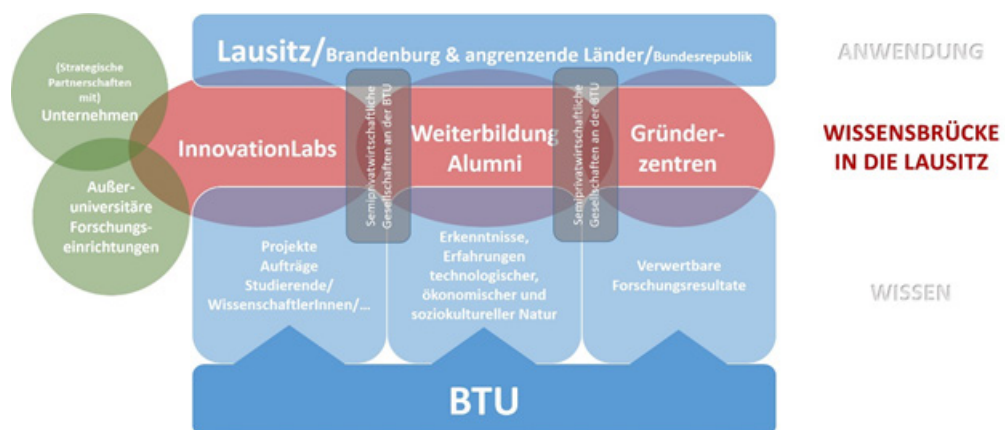 Lausitz/Brandenburg & angrenzende Länder/Bundesrepublik
ANWENDUNG
(Strategische
Partnerschaften
mit)
Unternehmen
Außer-
universitäre
Forschungs-
einrichtungen
InnovationLabs
Semiprivatwirtschaftliche
Gesellschaften an der BTU
Weiterbildung
Alumni
Semiprivatwirtschaftliche
Gesellschaften an der BTU
Gründer-
zentren
WISSENSBRÜCKE
IN DIE LAUSITZ
Projekte
Aufträge
Studierende/
WissenschaftlerInnen/...
Erkenntnisse,
Erfahrungen
technologischer,
ökonomischer und
soziokultureller Natur
Verwertbare
Forschungsresultate
WISSEN
BTU